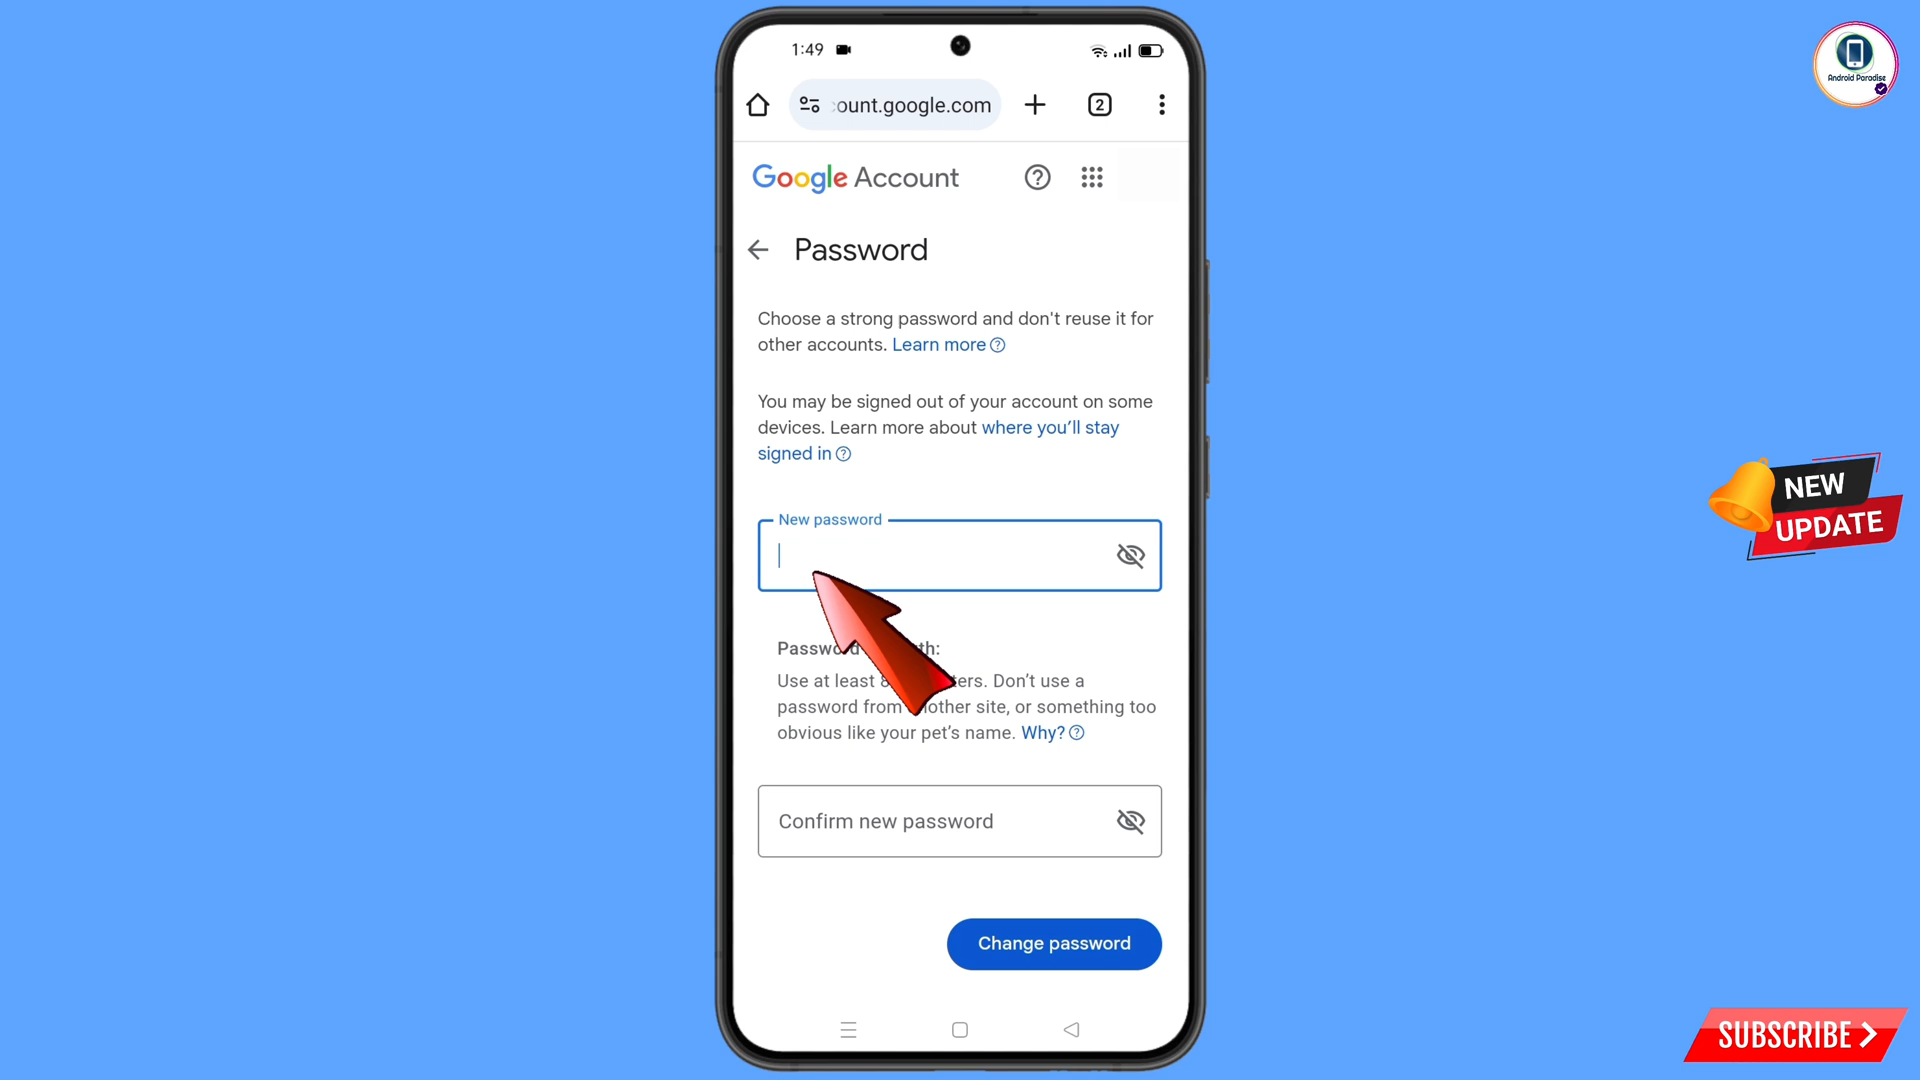 1:49
:ount.google.com
2
Google Account
Password
Choose a strong password and don't reuse it for
other accounts. Learn more
You may be signed out of your account on some
devices. Learn more about where you'll stay
signed in
New password
Use at least 8
ers. Don't use a
password from
other site, or something too
obvious like your pet's name. Why?
Confirm new password
Change password
Android Paradise
NEW
UPDATE
SUBSCRIBE